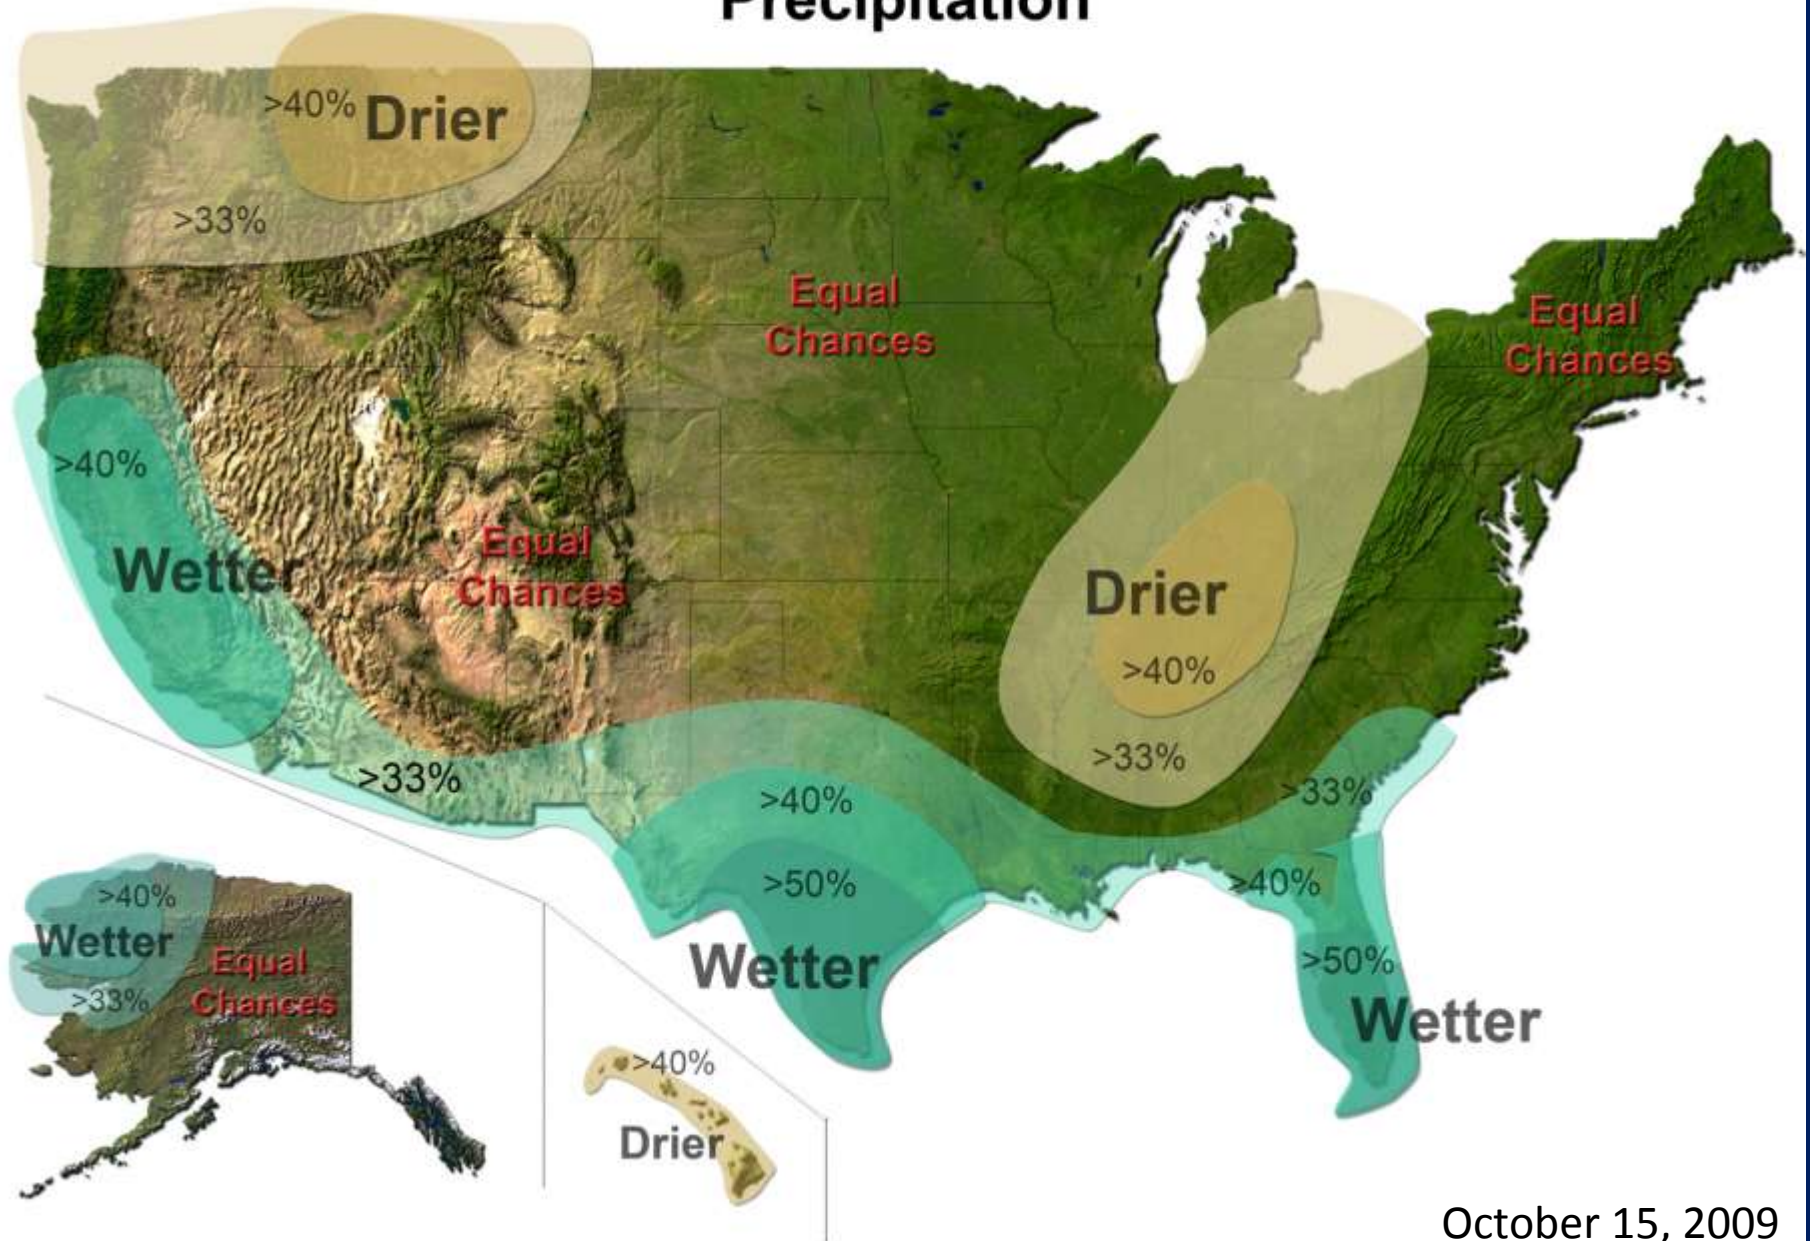 Precipitation
>40% Drier
>33%
Equal
Chances
Equal
Chances
>40%
Wetter
Equal
Chances
Drier
>40%
>33%
>33%
>33%
>40%
>50%
Wetter
>40%
>50%
Wetter
>40%
Wetter
Equal
Chances
>33%
>40%
Drier
October 15, 2009